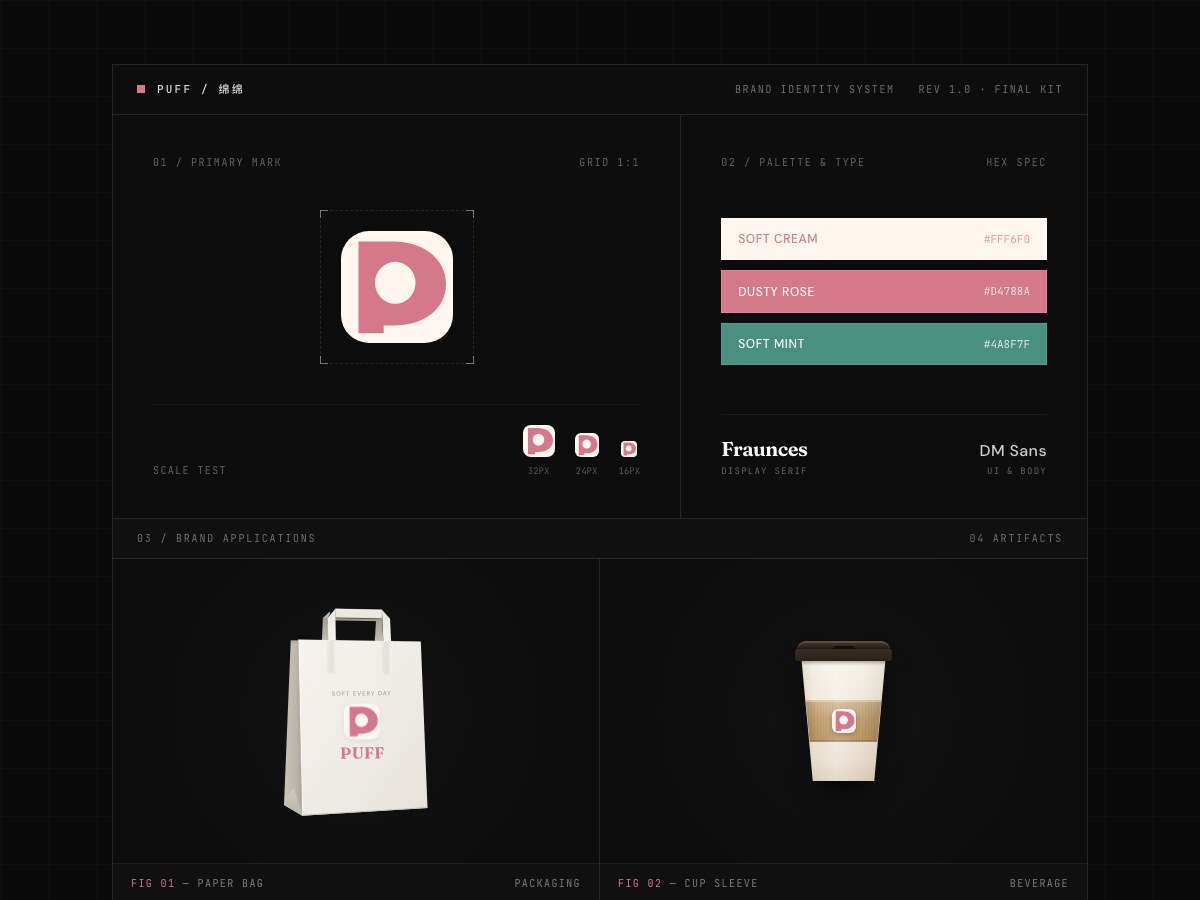 PUFF / 绵绵
BRAND IDENTITY SYSTEM REV 1.0 · FINAL KIT
01 / PRIMARY MARK GRID 1:1
SCALE TEST
32PX 24PX 16PX
02 / PALETTE & TYPE HEX SPEC
SOFT CREAM #FFF6F0
DUSTY ROSE #D4788A
SOFT MINT #4A8F7F
Fraunces DM Sans
DISPLAY SERIF UI & BODY
03 / BRAND APPLICATIONS 04 ARTIFACTS
SOFT EVERY DAY
PUFF
FIG 01 — PAPER BAG PACKAGING
FIG 02 — CUP SLEEVE BEVERAGE